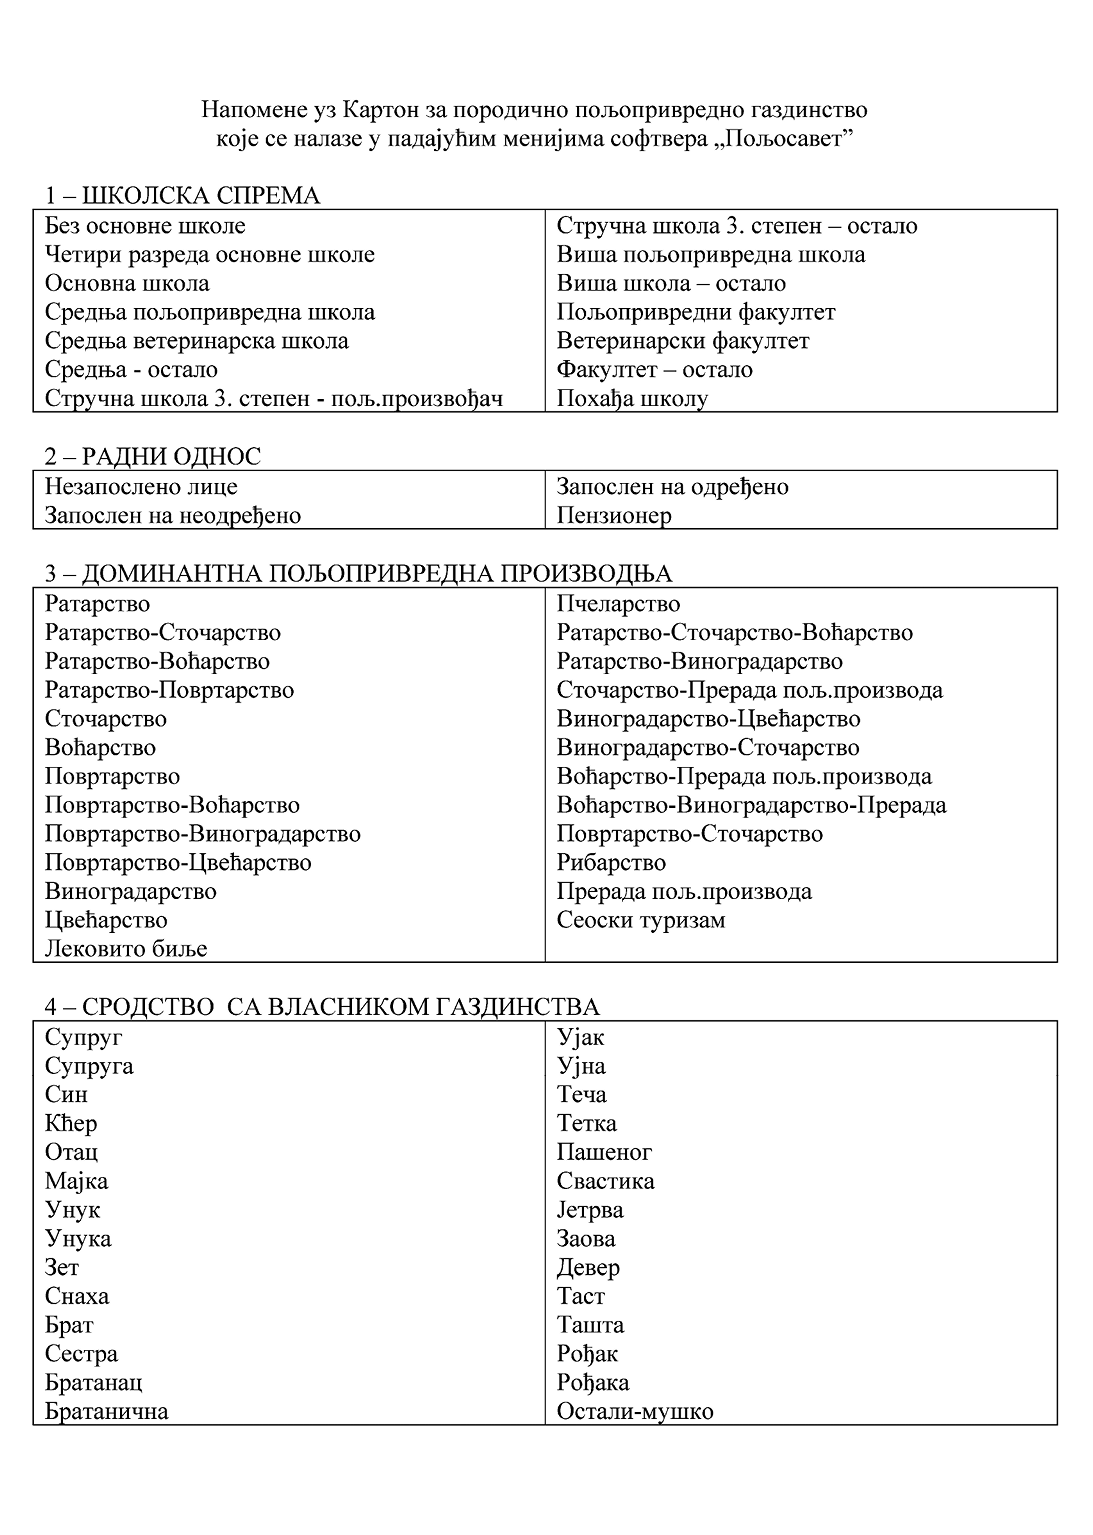 Напомене уз Картон за породично пољопривредно газдинство
које се налазе у падајућим менијима софтвера „Пољосавет”
1 – ШКОЛСКА СПРЕМА
Без основне школе
Четири разреда основне школе
Основна школа
Средња пољопривредна школа
Средња ветеринарска школа
Средња - остало
Стручна школа 3. степен - пољ.произвођач
Стручна школа 3. степен – остало
Виша пољопривредна школа
Виша школа – остало
Пољопривредни факултет
Ветеринарски факултет
Факултет – остало
Похађа школу
2 – РАДНИ ОДНОС
Незапослено лице
Запослен на неодређено
Запослен на одређено
Пензионер
3 – ДОМИНАНТНА ПОЉОПРИВРЕДНА ПРОИЗВОДЊА
Ратарство
Ратарство-Сточарство
Ратарство-Воћарство
Ратарство-Повртарство
Сточарство
Воћарство
Повртарство
Повртарство-Воћарство
Повртарство-Виноградарство
Повртарство-Цвећарство
Виноградарство
Цвећарство
Лековито биље
Пчеларство
Ратарство-Сточарство-Воћарство
Ратарство-Виноградарство
Сточарство-Прерада пољ.производа
Виноградарство-Цвећарство
Виноградарство-Сточарство
Воћарство-Прерада пољ.производа
Воћарство-Виноградарство-Прерада
Повртарство-Сточарство
Рибарство
Прерада пољ.производа
Сеоски туризам
4 – СРОДСТВО  СА ВЛАСНИКОМ ГАЗДИНСТВА
Супруг
Супруга
Син
Кћер
Отац
Мајка
Унук
Унука
Зет
Снаха
Брат
Сестра
Братанац
Братанична
Ујак
Ујна
Теча
Тетка
Пашеног
Свастика
Јетрва
Заова
Девер
Таст
Ташта
Рођак
Рођака
Остали-мушко